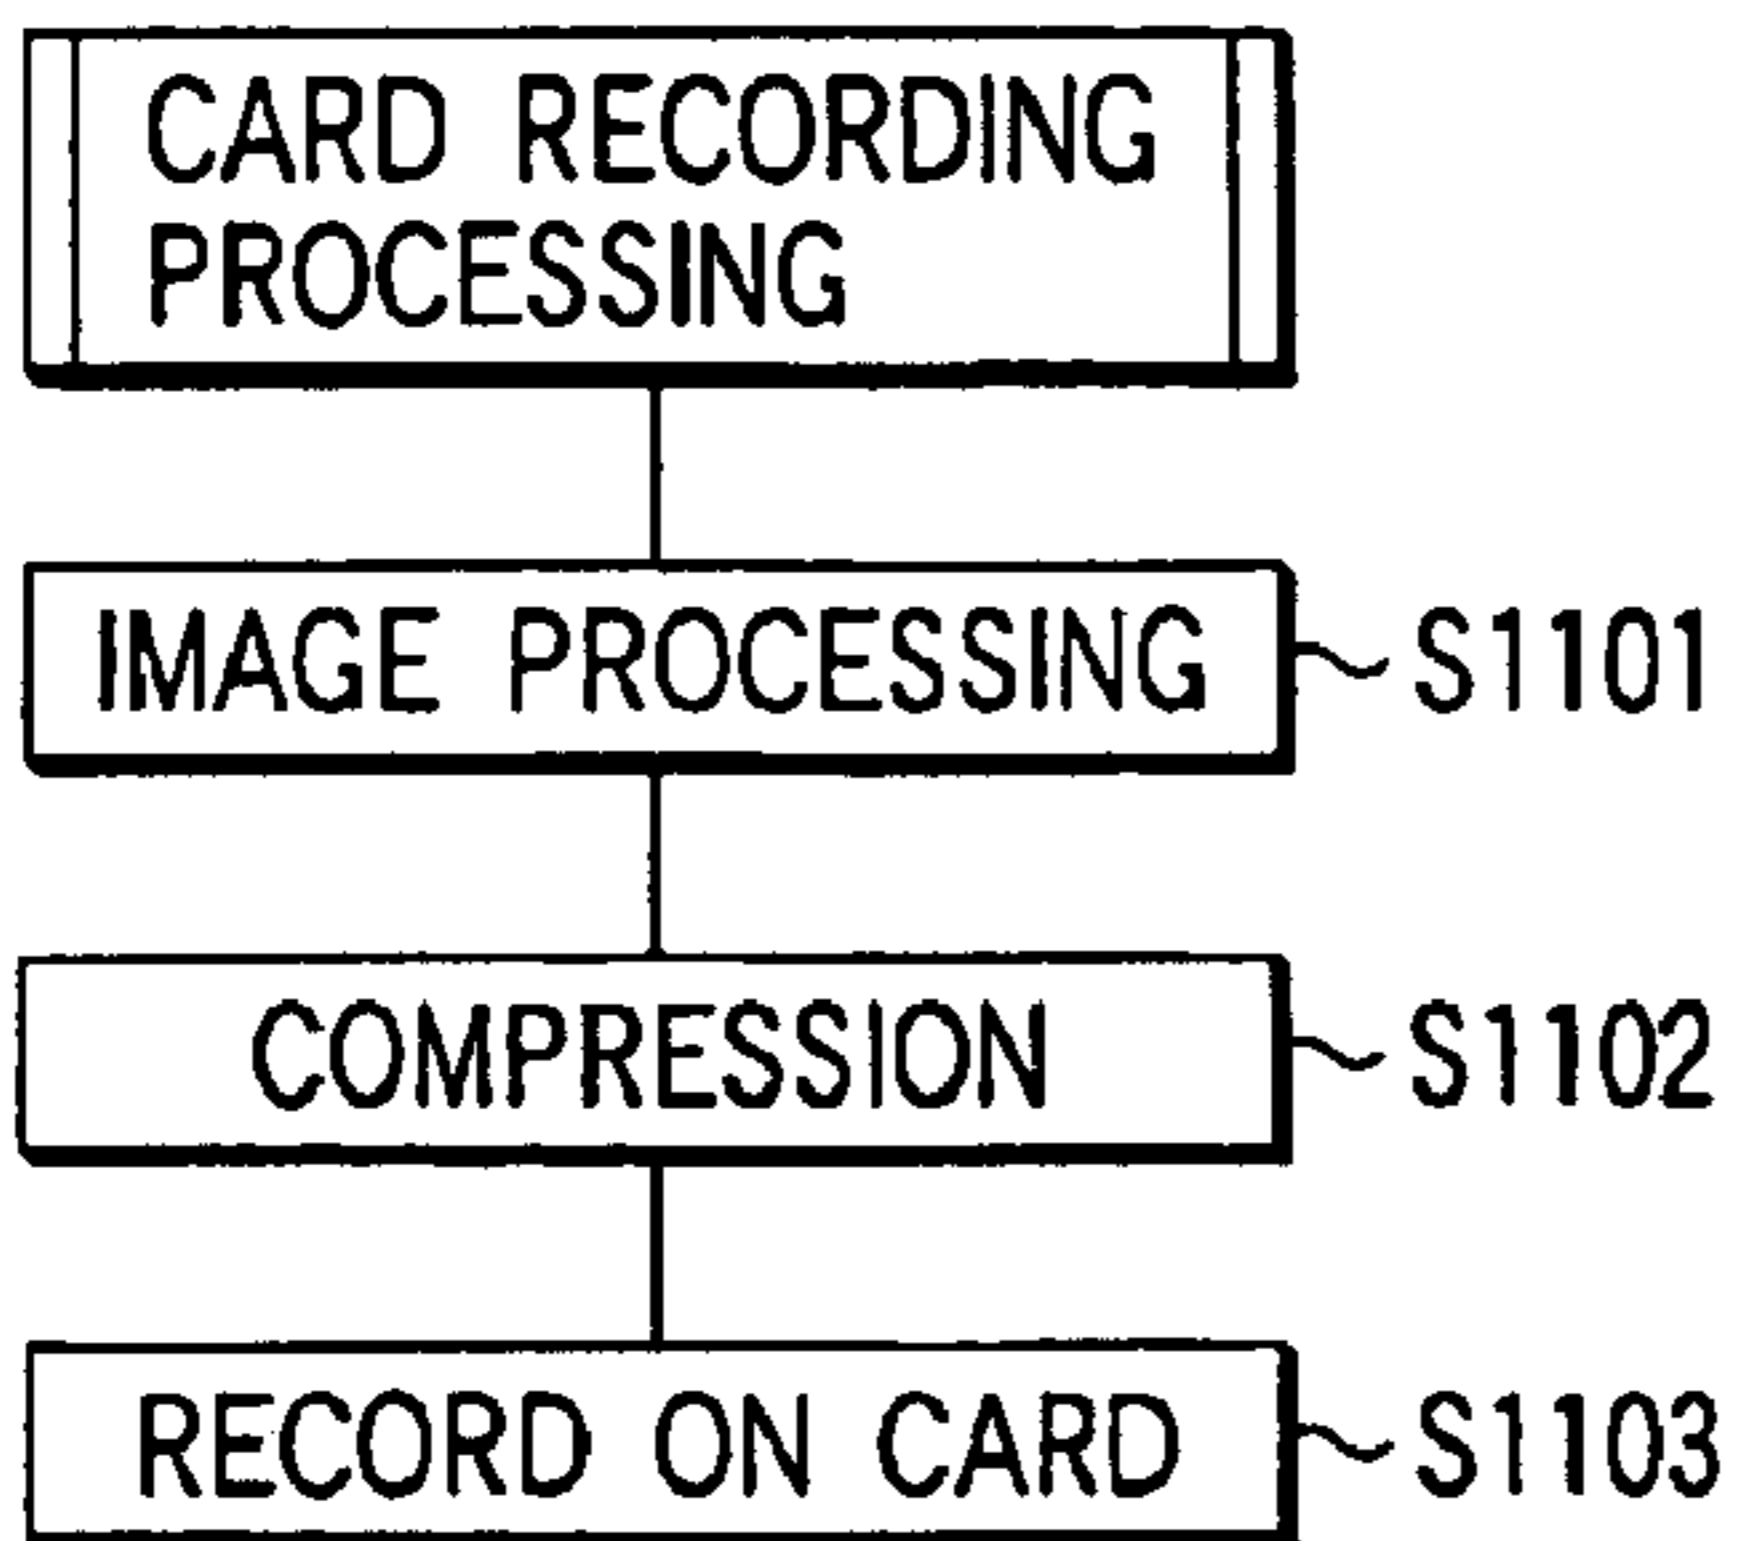 CARD RECORDING
PROCESSING
IMAGE PROCESSING
S1101
COMPRESSION
S1102
RECORD ON CARD
S1103